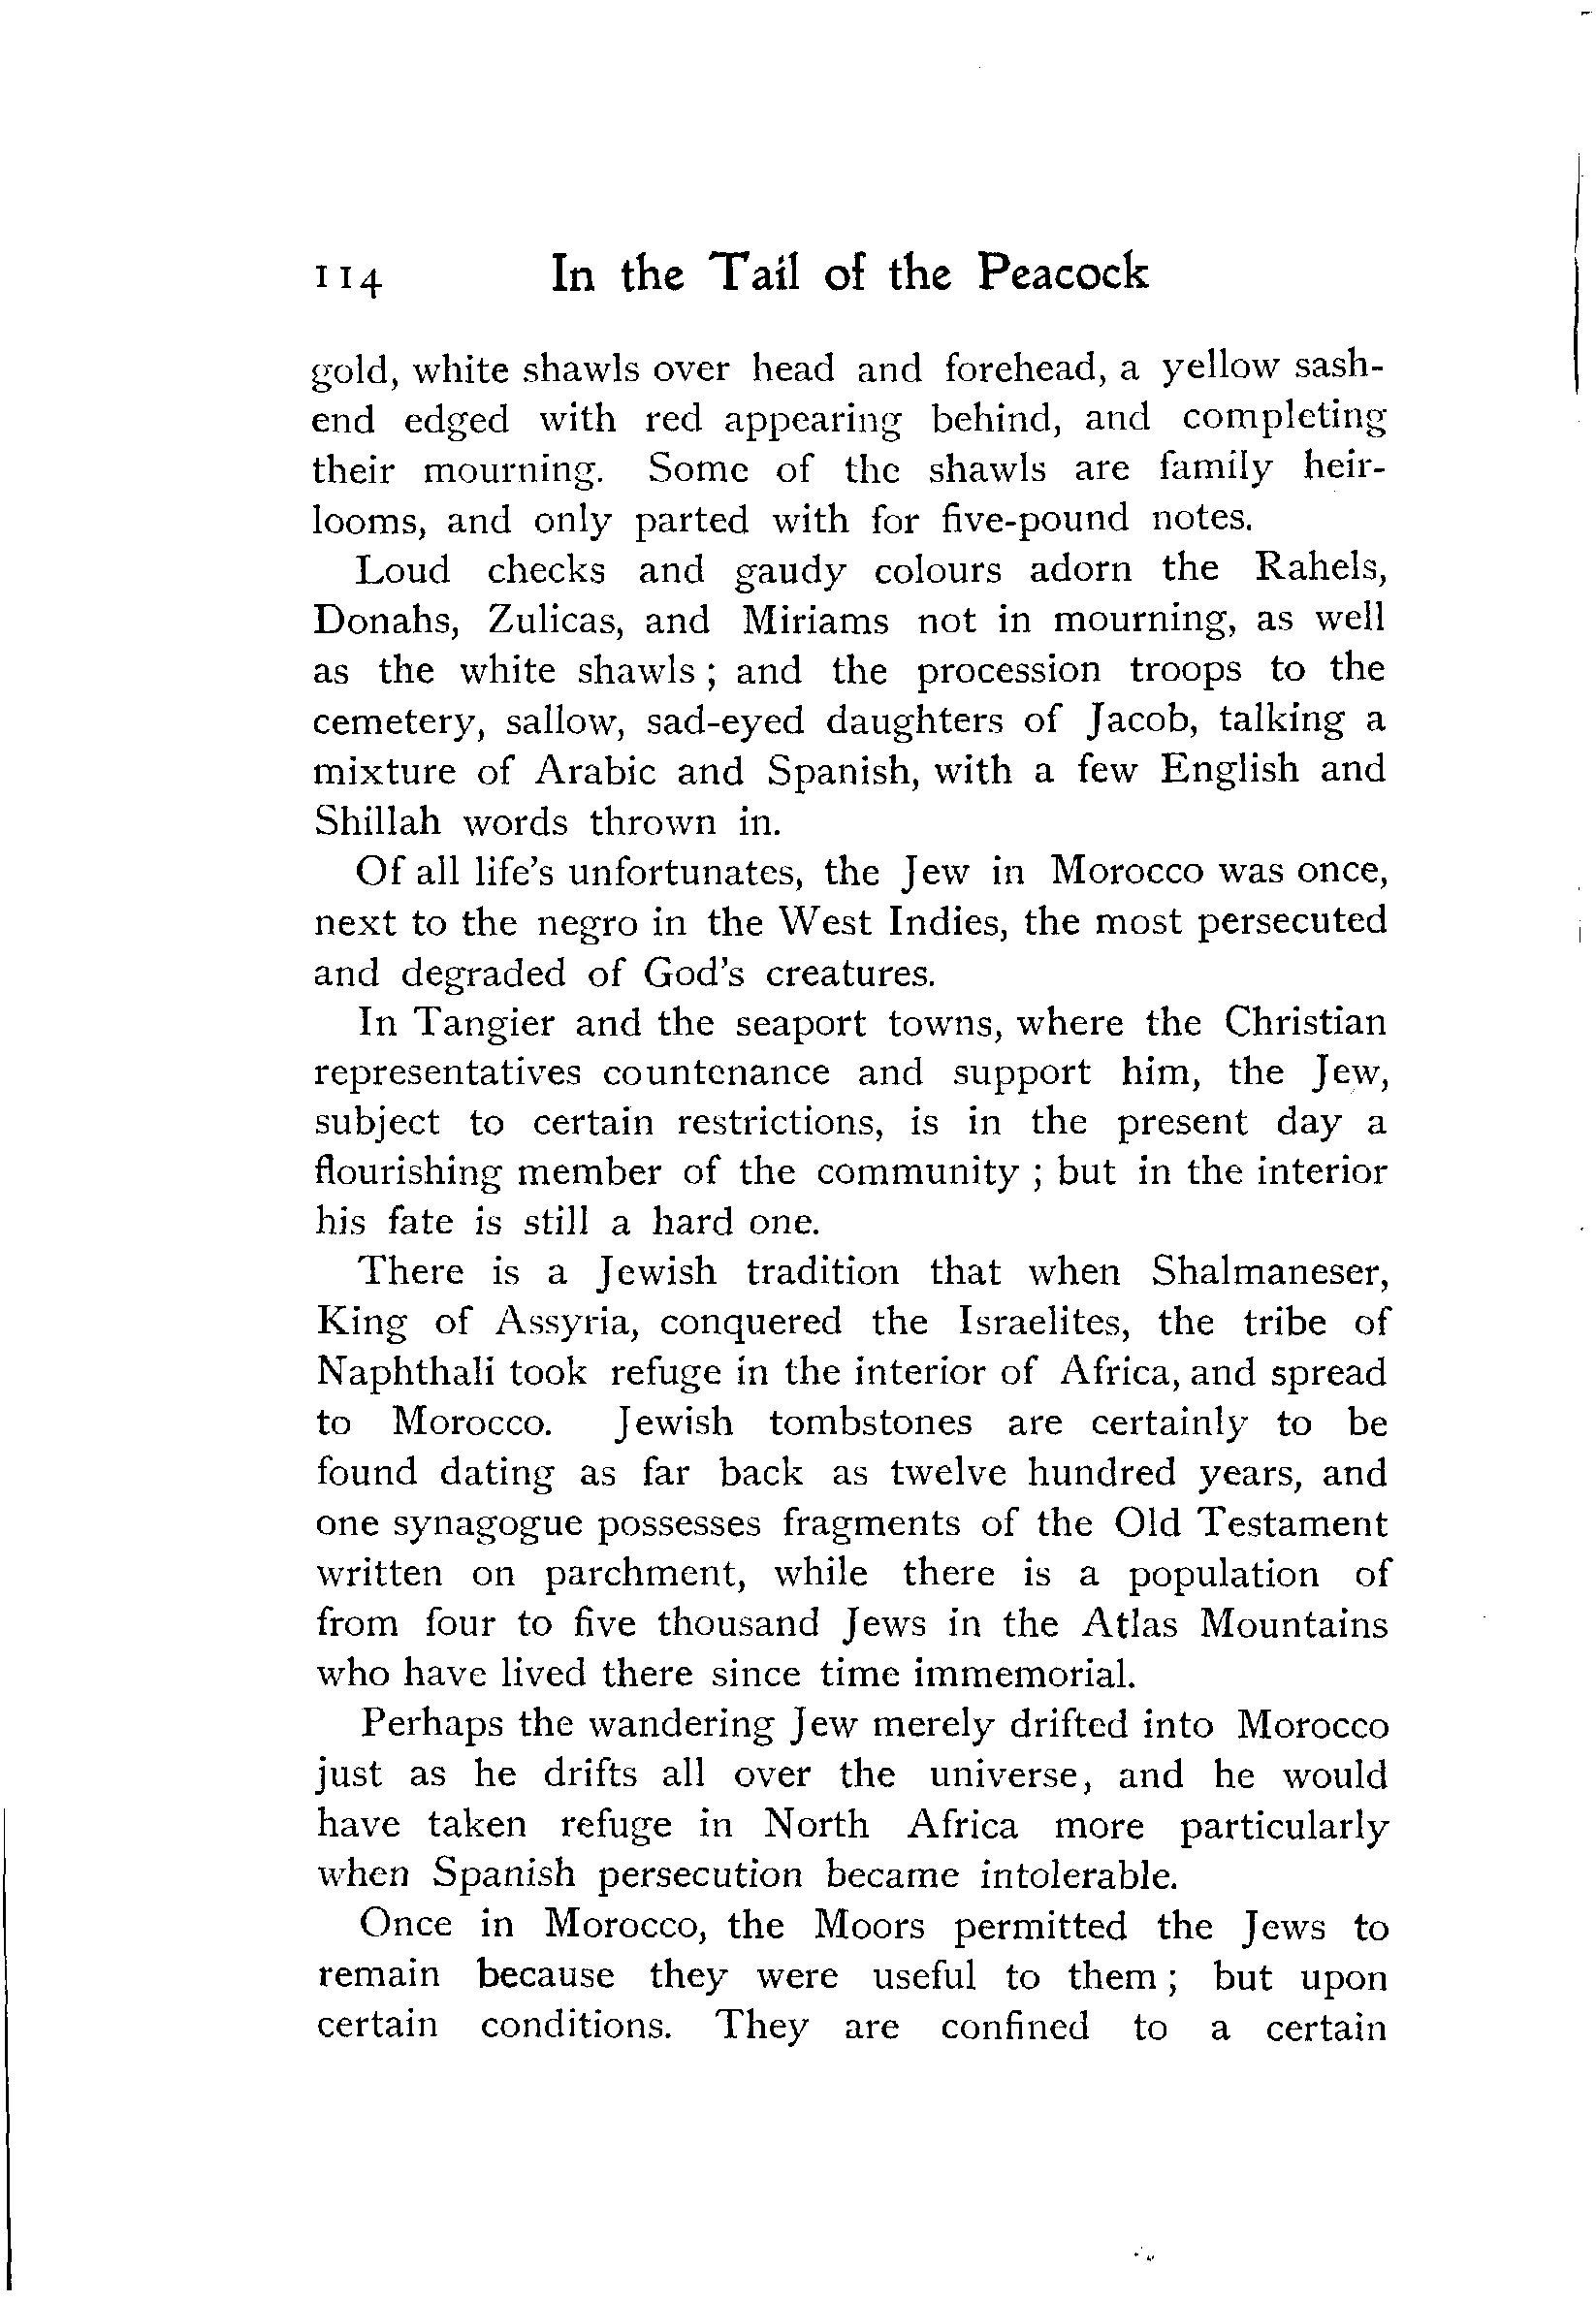 114 In the Tail of the Peacock
gold, white shawls over head and forehead, a yellow sash-
end edged with red appearing behind, and completing
their mourning. Some of the shawls are family heir-
looms, and only parted with for five-pound notes.
Loud checks and gaudy colours adorn the Rahels,
Donahs, Zulicas, and Miriams not in mourning, as well
as the white shawls ; and the procession troops to the
cemetery, sallow, sad-eyed daughters of Jacob, talking a
mixture of Arabic and Spanish, with a few English and
Shillah words thrown in.
Of all life's unfortunates, the Jew in Morocco was once,
next to the negro in the West Indies, the most persecuted
and degraded of God's creatures.
In Tangier and the seaport towns, where the Christian
representatives countenance and support him, the Jew,
subject to certain restrictions, is in the present day a
flourishing member of the community ; but in the interior
his fate is still a hard one.
There is a Jewish tradition that when Shalmaneser,
King of Assyria, conquered the Israelites, the tribe of
Naphthali took refuge in the interior of Africa, and spread
to Morocco. Jewish tombstones are certainly to be
found dating as far back as twelve hundred years, and
one synagogue possesses fragments of the Old Testament
written on parchment, while there is a population of
from four to five thousand Jews in the Atlas Mountains
who have lived there since time immemorial.
Perhaps the wandering Jew merely drifted into Morocco
just as he drifts all over the universe, and he would
have taken refuge in North Africa more particularly
when Spanish persecution became intolerable.
Once in Morocco, the Moors permitted the Jews to
remain because they were useful to them ; but upon
certain conditions. They are confined to a certain